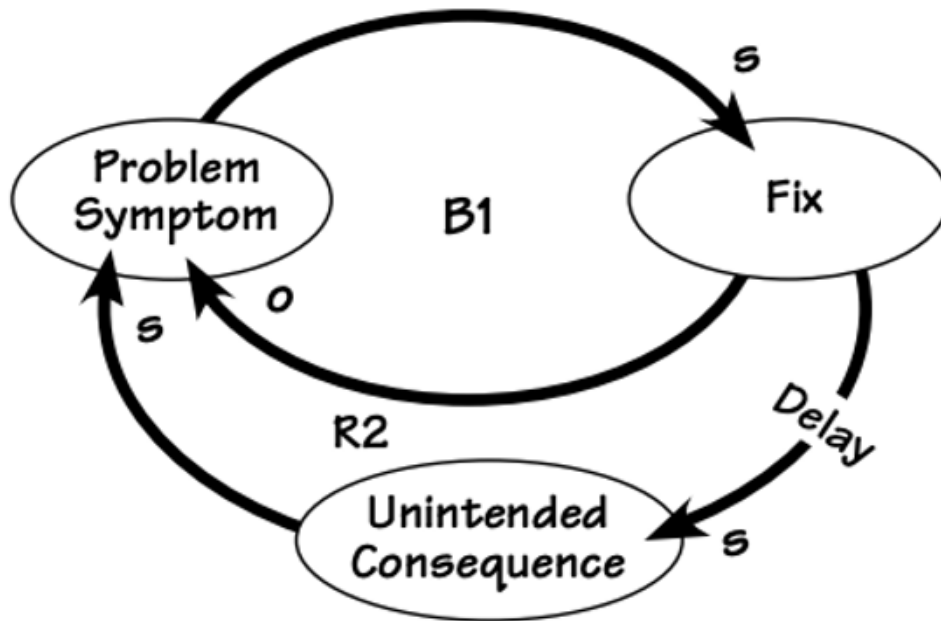 s
Problem
Symptom
B1
Fix
o
s
R2
Delay
Unintended
Consequence
s